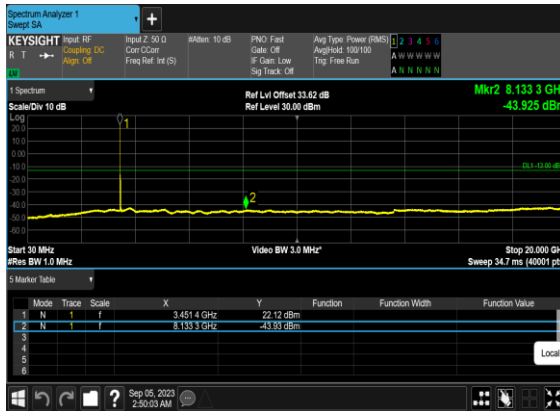 Spectrum Analyzer 1
Swept SA
+
KEYSIGHT Input: RF Input Z: 50 Ω #Atten: 10 dB PNO: Fast Avg Type: Power (RMS) 1 2 3 4 5 6
R T Coupling: DC Corr CCorr Gate: Off Avg|Hold: 100/100 A W W W W W
Align: Off Freq Ref: Int (S) IF Gain: Low Trig: Free Run
Sig Track: Off A N N N N N
1 Spectrum Ref Lvl Offset 33.62 dB Mkr2 8.133 3 GH
Scale/Div 10 dB Ref Level 30.00 dBm -43.925 dB
Log
1
20.0
10.0
0.00
-10.0 DL1 -13.00 dB
-20.0
-30.0
-40.0 2
-50.0
-60.0
Start 30 MHz Video BW 3.0 MHz* Stop 20.000 GH
#Res BW 1.0 MHz Sweep 34.7 ms (40001 pt
5 Marker Table
Mode Trace Scale X Y Function Function Width Function Value
1 N 1 f 3.451 4 GHz 22.12 dBm
2 N 1 f 8.133 3 GHz -43.93 dBm
3
4
5
6
Local
? Sep 05, 2023
2:50:03 AM